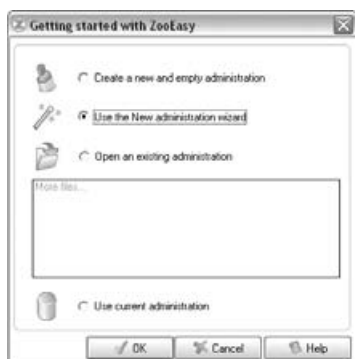 Getting started with ZooEasy
Create a new and empty administration
Use the New administration wizard
Open an existing administration
More files...
Use current administration
OK
Cancel
Help